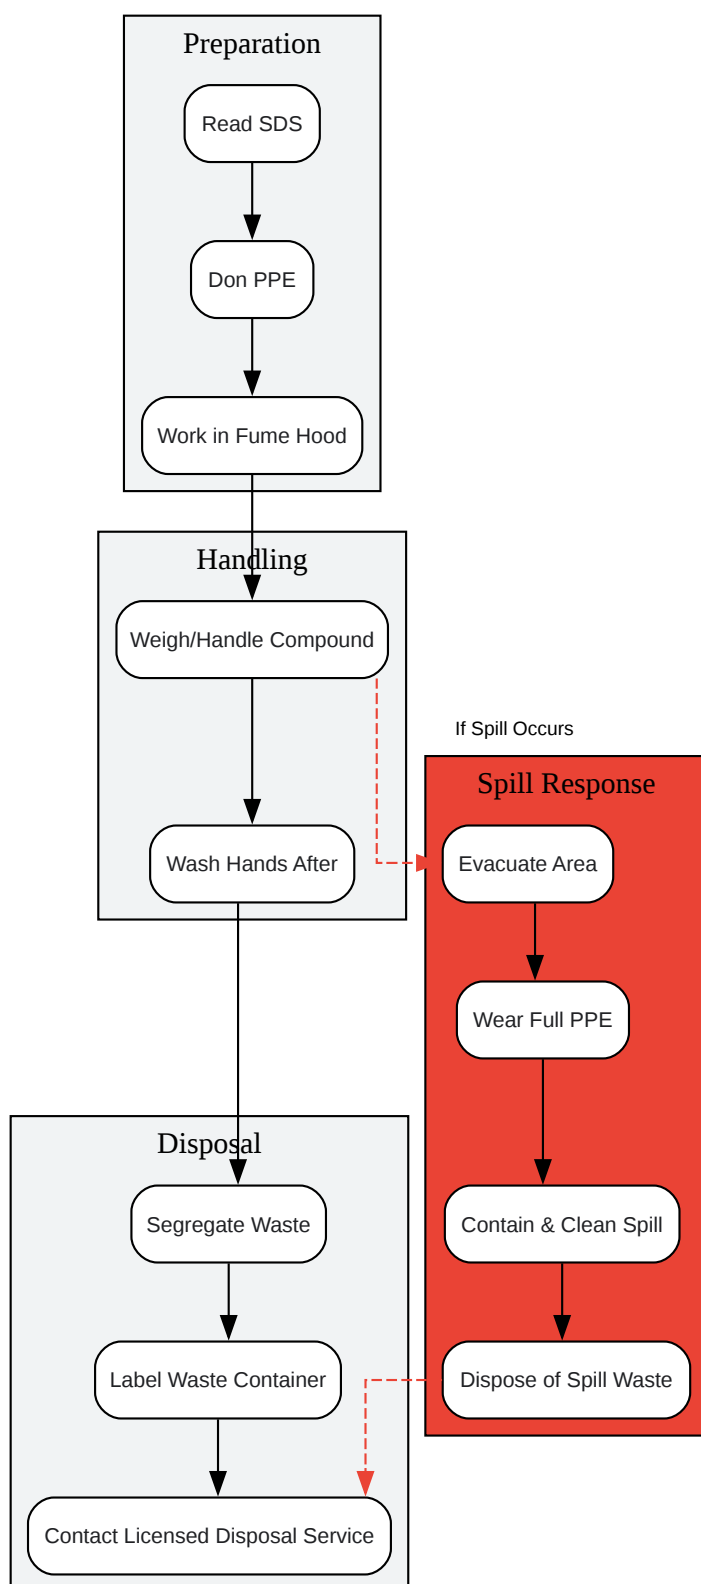 Preparation
Read SDS
Don PPE
Work in Fume Hood
Handling
Weigh/Handle Compound
Wash Hands After
If Spill Occurs
Spill Response
Evacuate Area
Wear Full PPE
Contain & Clean Spill
Dispose of Spill Waste
Disposal
Segregate Waste
Label Waste Container
Contact Licensed Disposal Service